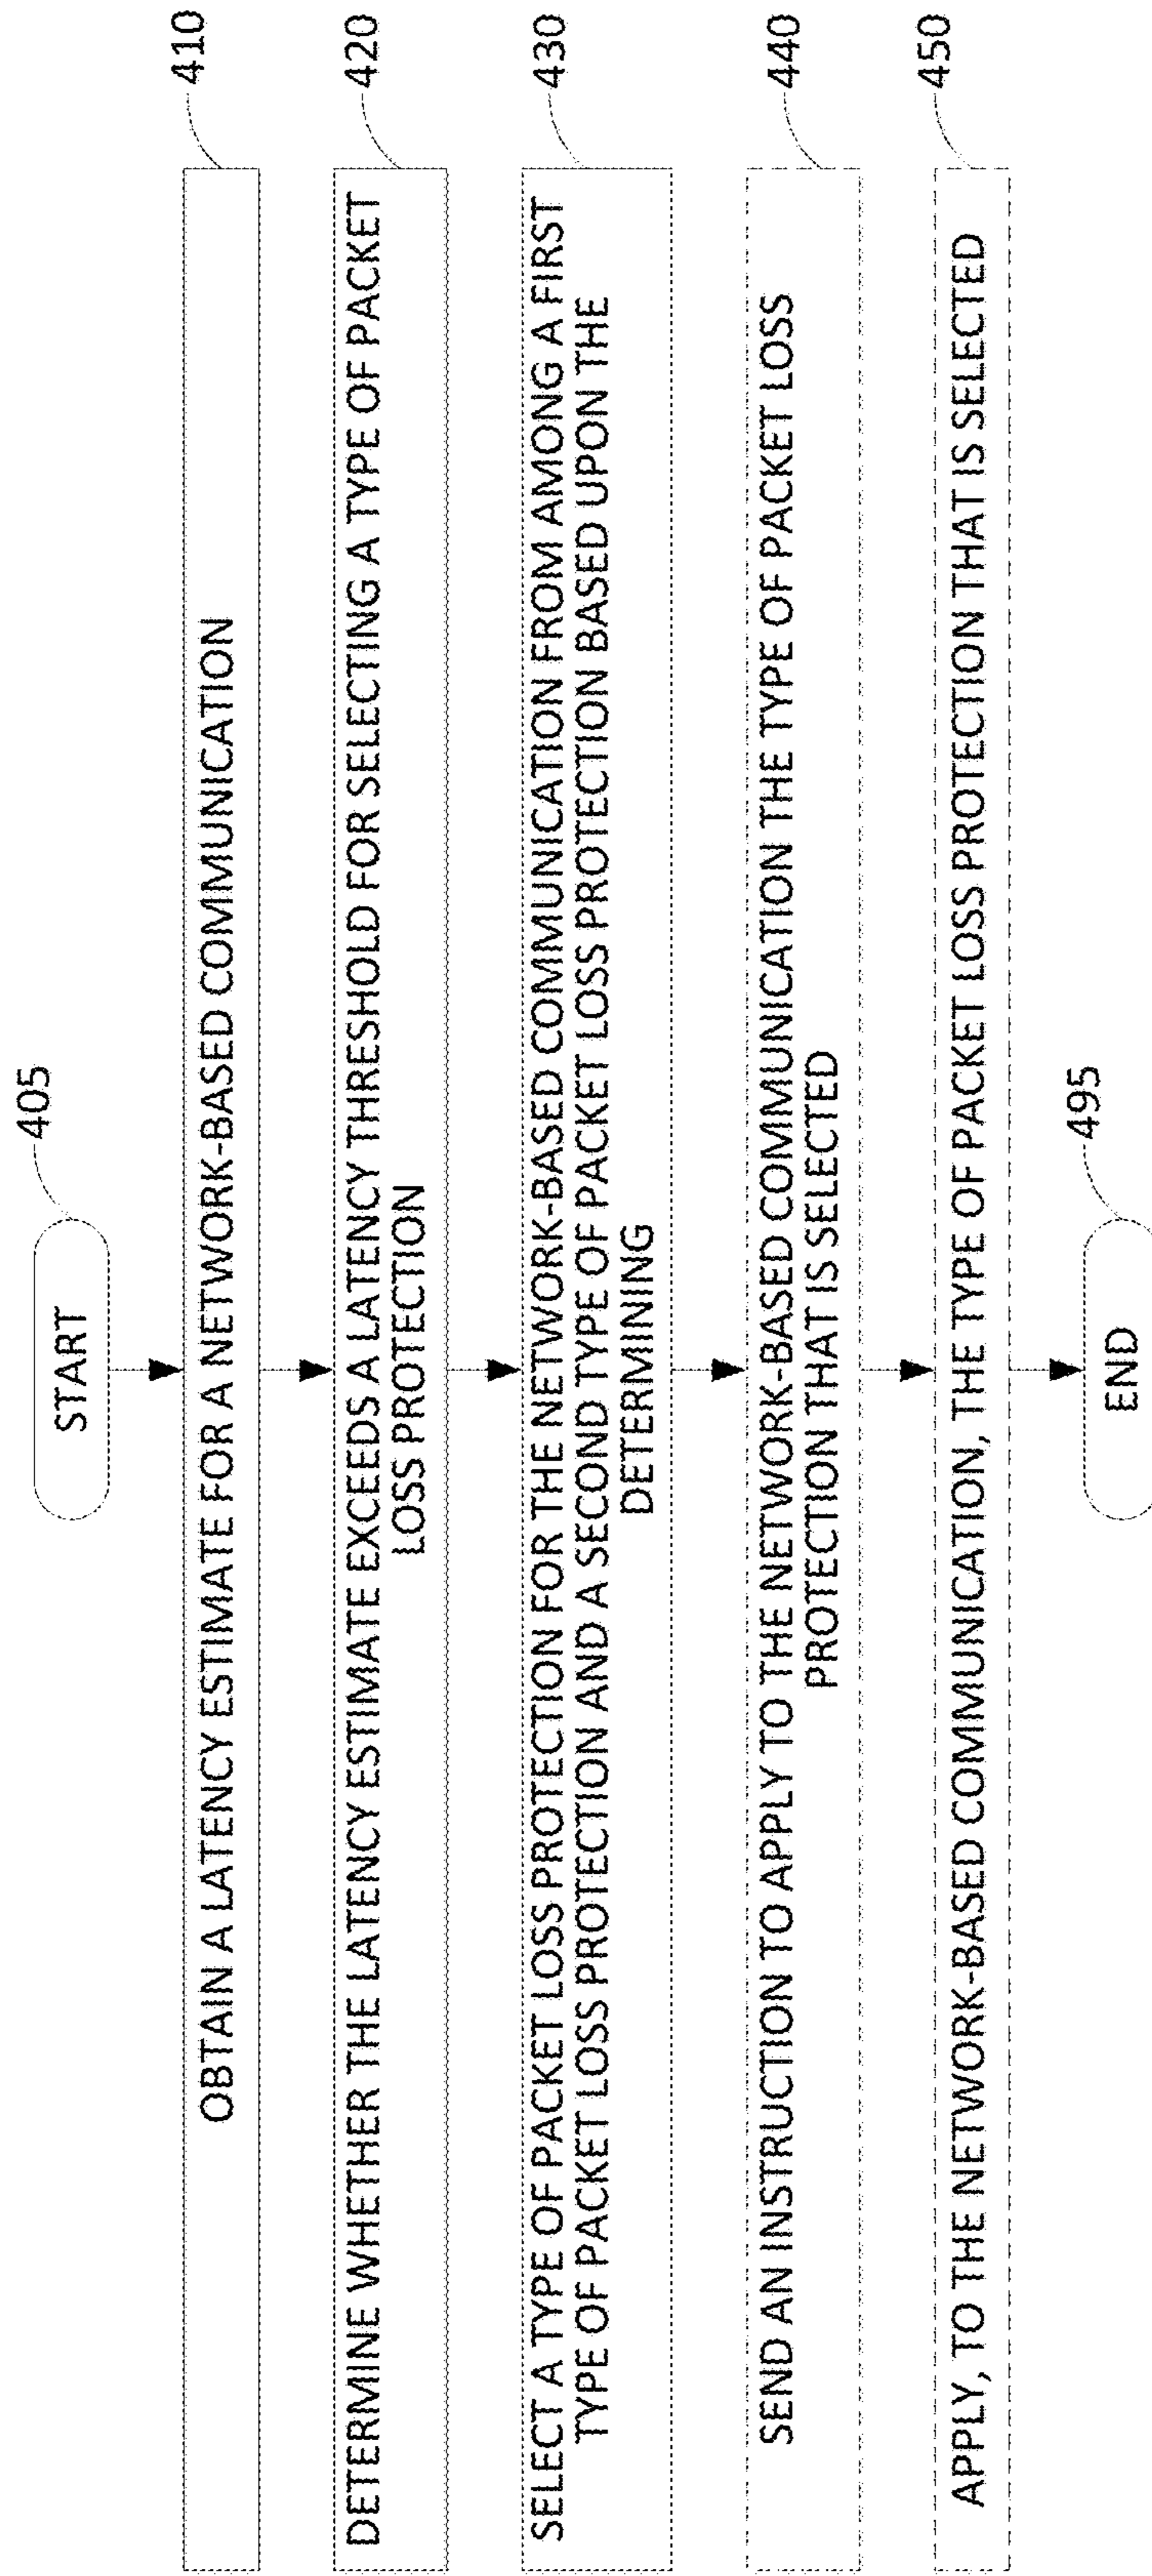 405
START
410
OBTAIN A LATENCY ESTIMATE FOR A NETWORK-BASED COMMUNICATION
420
DETERMINE WHETHER THE LATENCY ESTIMATE EXCEEDS A LATENCY THRESHOLD FOR SELECTING A TYPE OF PACKET
LOSS PROTECTION
430
SELECT A TYPE OF PACKET LOSS PROTECTION FOR THE NETWORK-BASED COMMUNICATION FROM AMONG A FIRST
TYPE OF PACKET LOSS PROTECTION AND A SECOND TYPE OF PACKET LOSS PROTECTION BASED UPON THE
DETERMINING
440
SEND AN INSTRUCTION TO APPLY TO THE NETWORK-BASED COMMUNICATION THE TYPE OF PACKET LOSS
PROTECTION THAT IS SELECTED
450
APPLY, TO THE NETWORK-BASED COMMUNICATION, THE TYPE OF PACKET LOSS PROTECTION THAT IS SELECTED
495
END